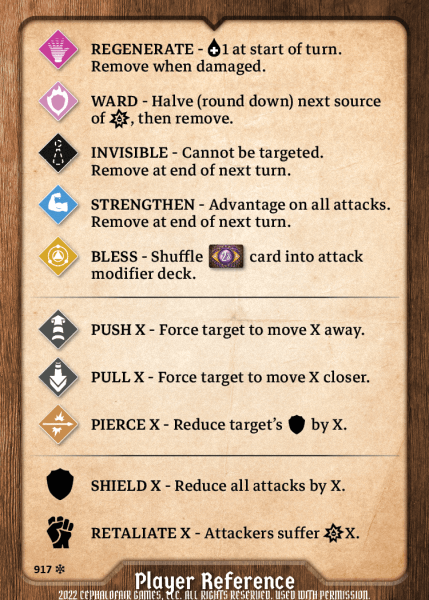 REGENERATE - 1 at start of turn.
Remove when damaged.
WARD - Halve (round down) next source
of , then remove.
INVISIBLE - Cannot be targeted.
Remove at end of next turn.
STRENGTHEN - Advantage on all attacks.
Remove at end of next turn.
BLESS - Shuffle card into attack
modifier deck.
PUSH X - Force target to move X away.
PULL X - Force target to move X closer.
PIERCE X - Reduce target's by X.
SHIELD X - Reduce all attacks by X.
RETALIATE X - Attackers suffer X.
917
Player Reference
2022 CEPHALOFAIR GAMES, LLC. ALL RIGHTS RESERVED. USED WITH PERMISSION.